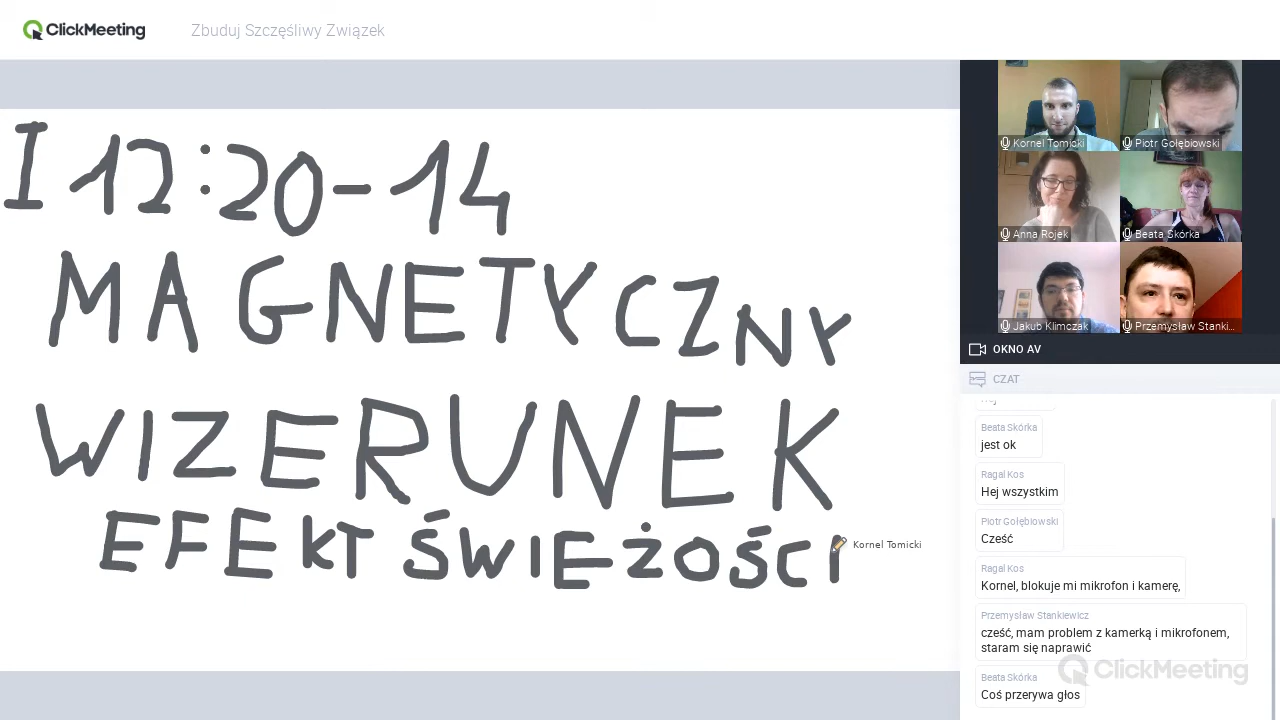 ClickMeeting
Zbuduj Szczęśliwy Związek
I 12:20-14
MAGNETYCZNY
WIZERUNEK
EFEKT ŚWIEŻOŚCI
Kornel Tomicki
Kornel Tomicki
Piotr Gołębiowski
Anna Rojek
Beata Skórka
Jakub Klimczak
Przemysław Stanki...
OKNO AV
CZAT
Beata Skórka
jest ok
Ragal Kos
Hej wszystkim
Piotr Gołębiowski
Cześć
Ragal Kos
Kornel, blokuje mi mikrofon i kamerę,
Przemysław Stankiewicz
cześć, mam problem z kamerką i mikrofonem,
staram się naprawić
Beata Skórka
Coś przerywa głos
ClickMeeting